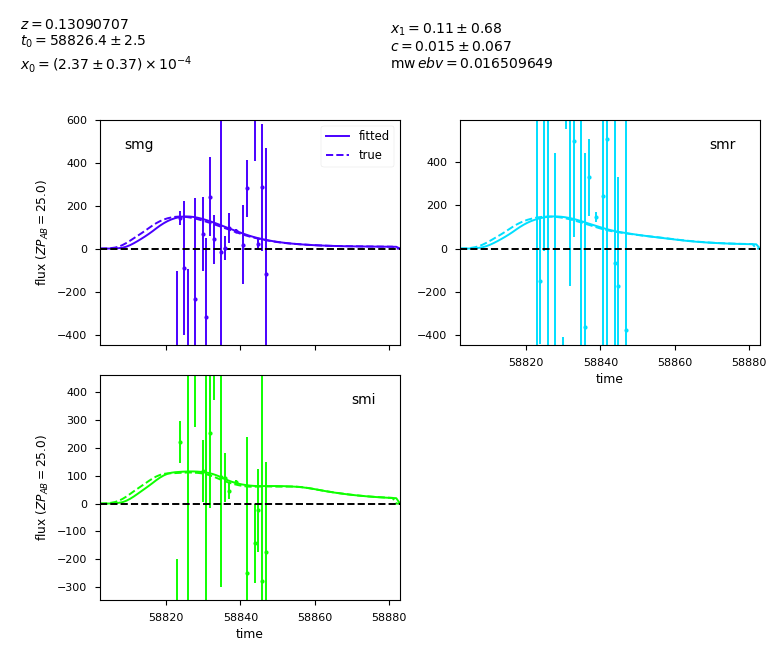 z = 0.13090707
t₀ = 58826.4 ± 2.5
x₀ = (2.37 ± 0.37) × 10⁻⁴
x₁ = 0.11 ± 0.68
c = 0.015 ± 0.067
mw ebv = 0.016509649
600
400
200
0
−200
−400
flux (ZP_AB = 25.0)
smg
fitted
true
400
200
0
−200
−400
smr
58820
58840
58860
58880
time
400
300
200
100
0
−100
−200
−300
flux (ZP_AB = 25.0)
smi
58820
58840
58860
58880
time